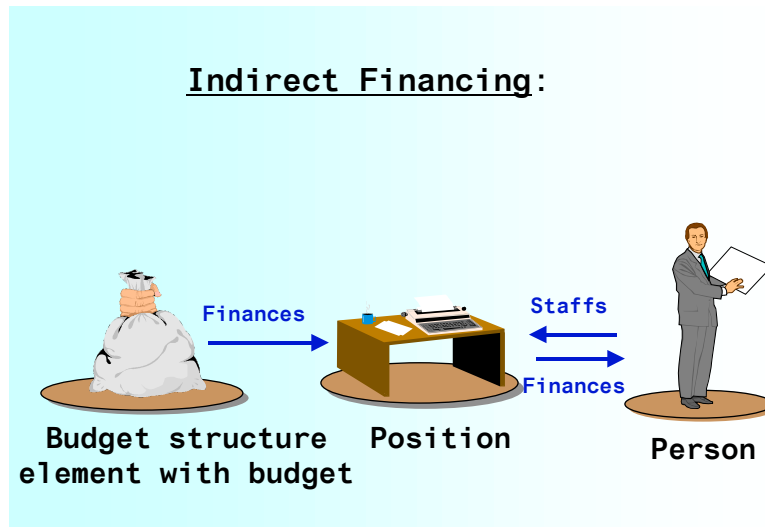 Indirect Financing:
Finances
Staffs
Finances
Budget structure
element with budget
Position
Person